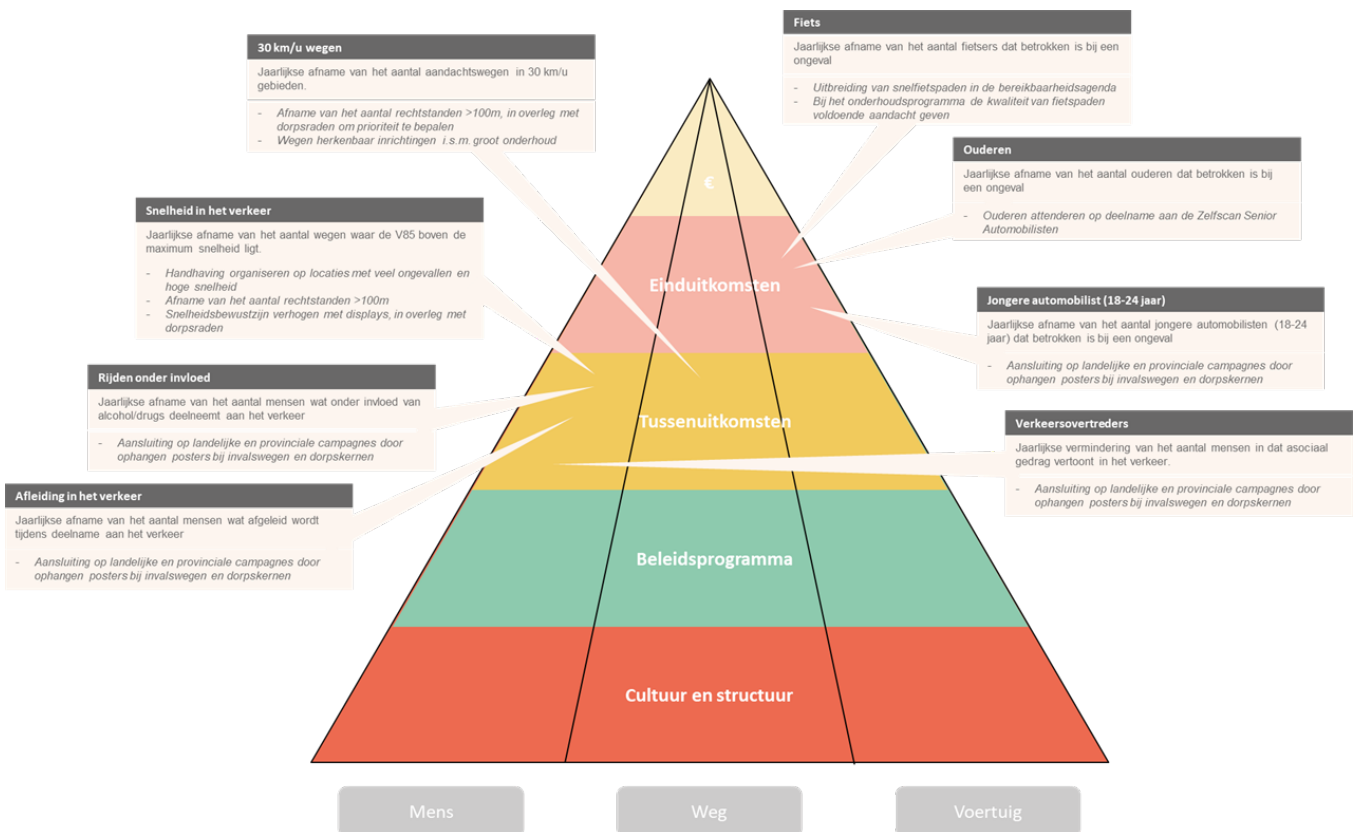 Fiets
Jaarlijkse afname van het aantal fietsers dat betrokken is bij een
ongeval
- Uitbreiding van snelfietspaden in de bereikbaarheidsagenda
- Bij het onderhoudsprogramma de kwaliteit van fietspaden
voldoende aandacht geven
30 km/u wegen
Jaarlijkse afname van het aantal aandachtswegen in 30 km/u
gebieden.
- Afname van het aantal rechtstanden >100m, in overleg met
dorpsraden om prioriteit te bepalen
- Wegen herkenbaar inrichtingen i.s.m. groot onderhoud
Ouderen
Jaarlijkse afname van het aantal ouderen dat betrokken is bij
een ongeval
- Ouderen attenderen op deelname aan de Zelfscan Senior
Automobilisten
€
Snelheid in het verkeer
Jaarlijkse afname van het aantal wegen waar de V85 boven de
maximum snelheid ligt.
- Handhaving organiseren op locaties met veel ongevallen en
hoge snelheid
- Afname van het aantal rechtstanden >100m
- Snelheidsbewustzijn verhogen met displays, in overleg met
dorpsraden
Einduitkomsten
Jongere automobilist (18-24 jaar)
Jaarlijkse afname van het aantal jongere automobilisten (18-24
jaar) dat betrokken is bij een ongeval
- Aansluiting op landelijke en provinciale campagnes door
ophangen posters bij invalswegen en dorpskernen
Rijden onder invloed
Jaarlijkse afname van het aantal mensen wat onder invloed van
alcohol/drugs deelneemt aan het verkeer
- Aansluiting op landelijke en provinciale campagnes door
ophangen posters bij invalswegen en dorpskernen
Tussenuitkomsten
Verkeersovertreders
Jaarlijkse vermindering van het aantal mensen in dat asociaal
gedrag vertoont in het verkeer.
- Aansluiting op landelijke en provinciale campagnes door
ophangen posters bij invalswegen en dorpskernen
Afleiding in het verkeer
Jaarlijkse afname van het aantal mensen wat afgeleid wordt
tijdens deelname aan het verkeer
- Aansluiting op landelijke en provinciale campagnes door
ophangen posters bij invalswegen en dorpskernen
Beleidsprogramma
Cultuur en structuur
Mens
Weg
Voertuig